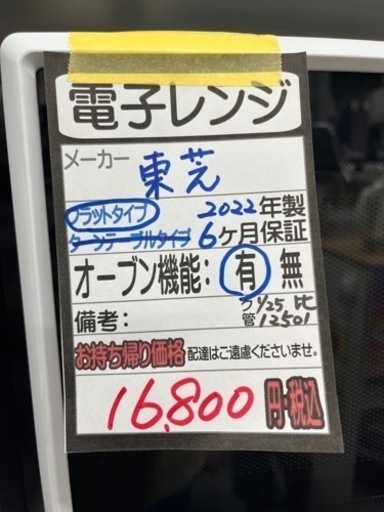 電子レンジ
メーカー 東芝
フラットタイプ 2022年製
ターンテーブルタイプ 6ヶ月保証
オーブン機能：有 無
備考： ク1/25 比
管12501
お持ち帰り価格 配達はご遠慮くださいませ。
16,800 円・税込